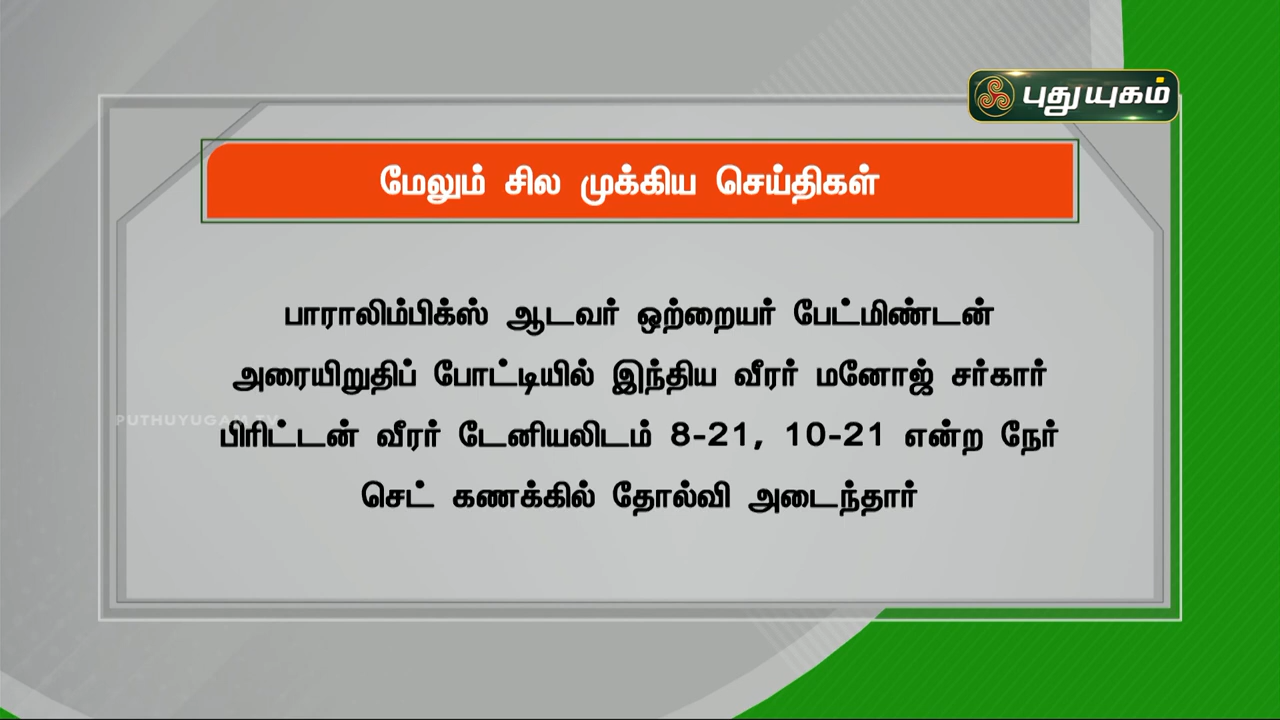 புதுயுகம்
மேலும் சில முக்கிய செய்திகள்
பாராலிம்பிக்ஸ் ஆடவர் ஒற்றையர் பேட்மிண்டன்
அரையிறுதிப் போட்டியில் இந்திய வீரர் மனோஜ் சர்கார்
PUTHUYUGAM TV
பிரிட்டன் வீரர் டேனியலிடம் 8-21, 10-21 என்ற நேர்
செட் கணக்கில் தோல்வி அடைந்தார்